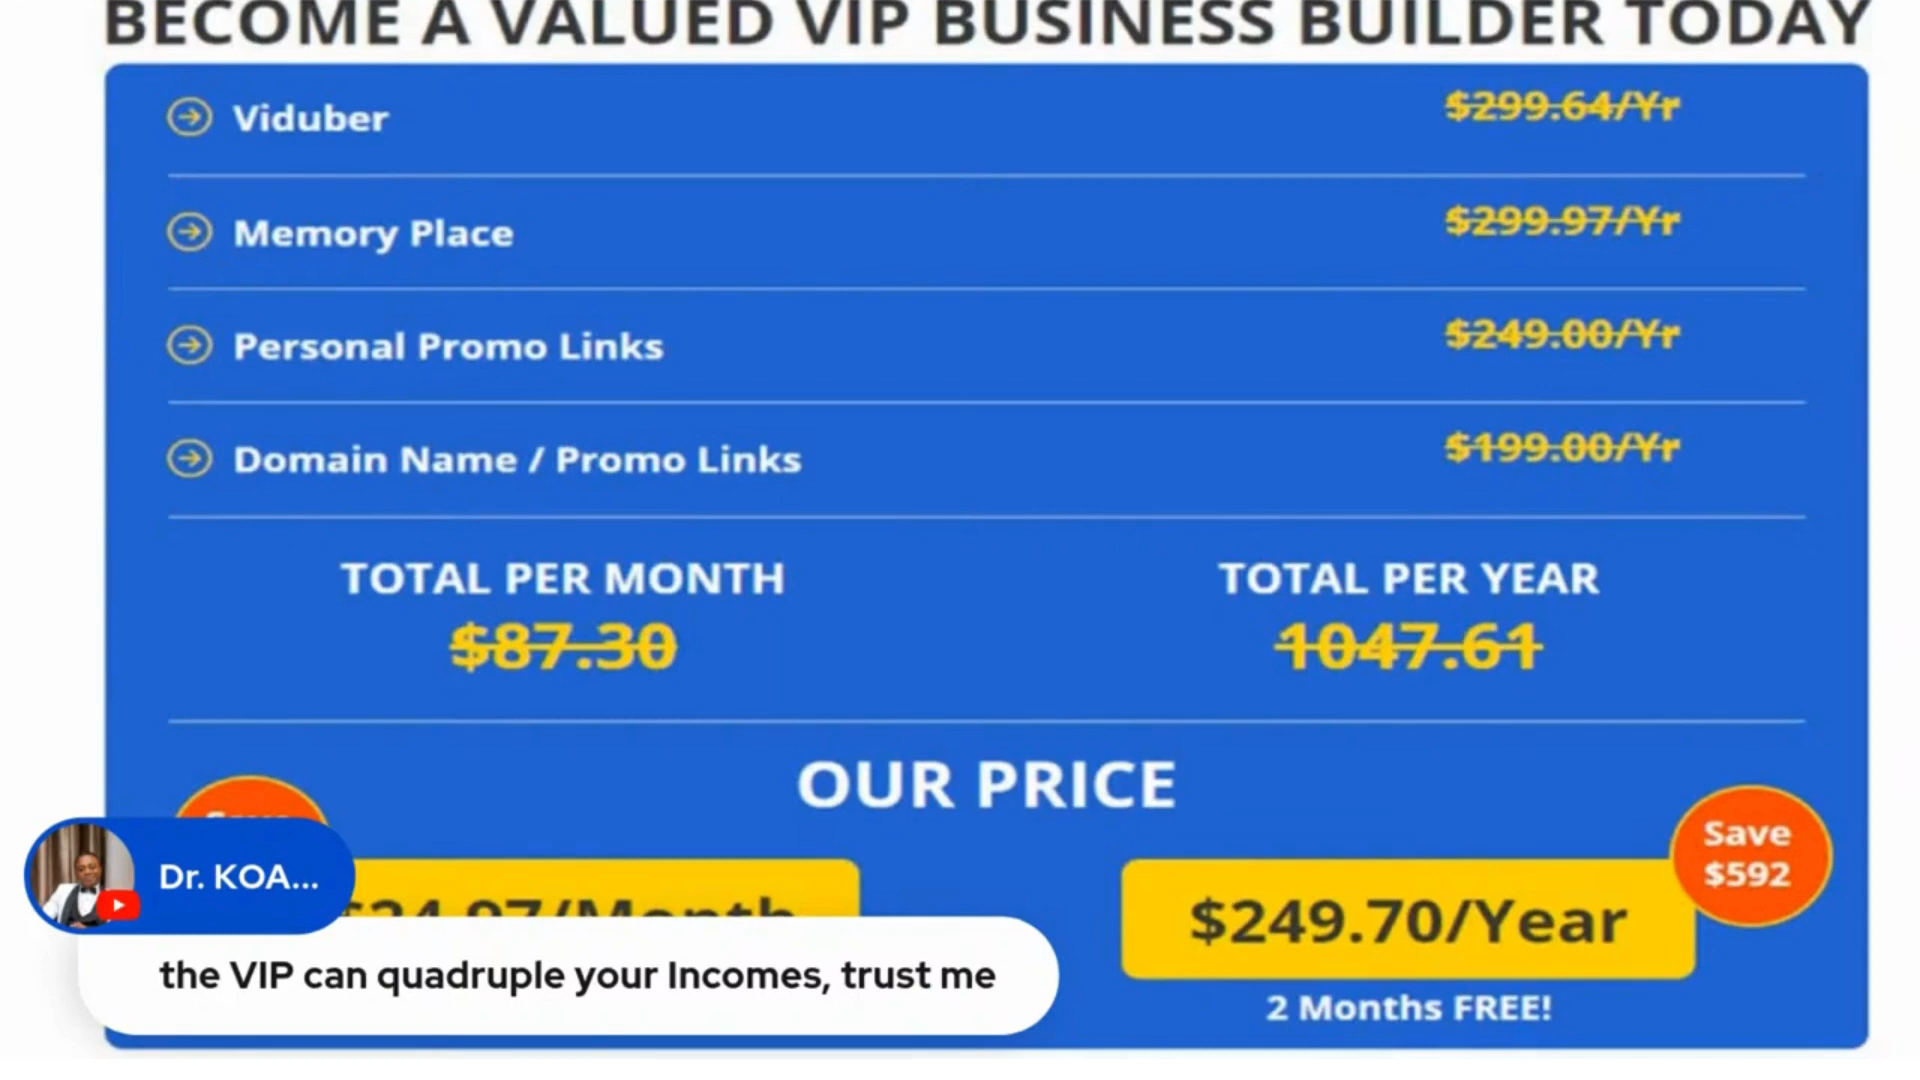 BECOME A VALUED VIP BUSINESS BUILDER TODAY
Viduber $299.64/Yr
Memory Place $299.97/Yr
Personal Promo Links $249.00/Yr
Domain Name / Promo Links $199.00/Yr
TOTAL PER MONTH TOTAL PER YEAR
$87.30 1047.61
OUR PRICE
Save
$592
$24.97/Month $249.70/Year
2 Months FREE!
Dr. KOA...
the VIP can quadruple your Incomes, trust me